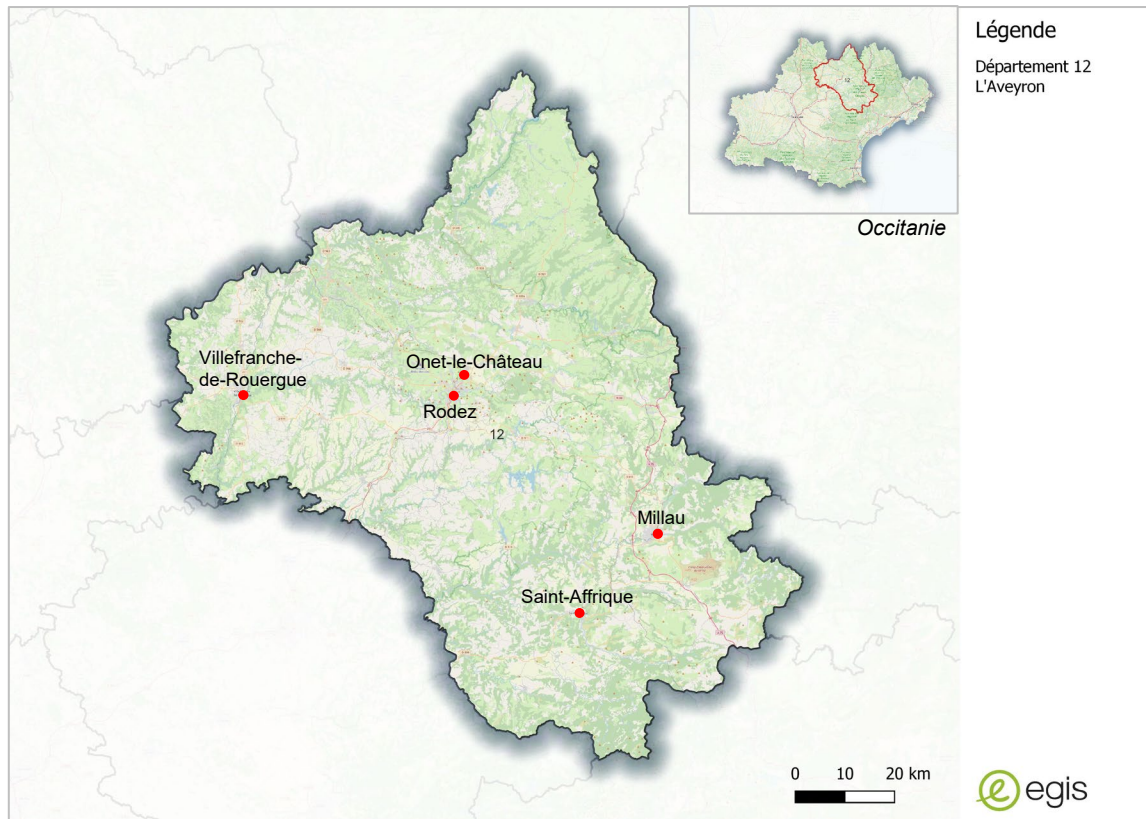 Légende
Département 12
L'Aveyron
12
Occitanie
Villefranche-
de-Rouergue
Onet-le-Château
Rodez
12
Millau
Saint-Affrique
0 10 20 km
egis